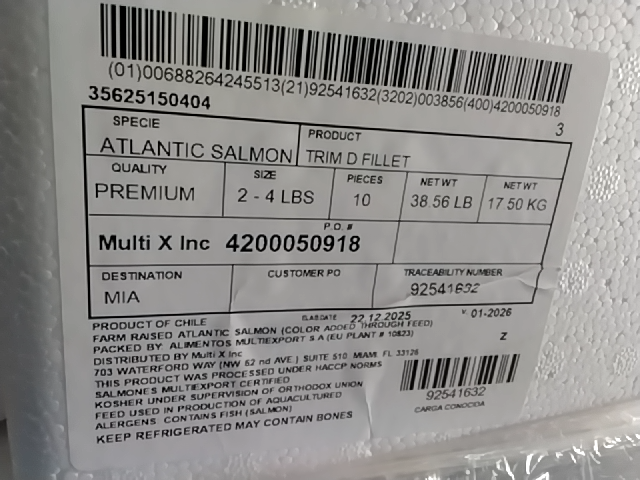 (01)00688264245513(21)92541632(3202)003856(400)4200050918
35625150404
3
SPECIE
ATLANTIC SALMON
PRODUCT
TRIM D FILLET
QUALITY
PREMIUM
SIZE
2 - 4 LBS
PIECES
10
NET WT
38.56 LB
NET WT
17.50 KG
P.O. #
Multi X Inc 4200050918
DESTINATION
MIA
CUSTOMER PO
TRACEABILITY NUMBER
92541632
PRODUCT OF CHILE
ELAB DATE 22.12.2025
V 01-2026
FARM RAISED ATLANTIC SALMON (COLOR ADDED THROUGH FEED)
Z
PACKED BY: ALIMENTOS MULTIEXPORT S A (EU PLANT # 10623)
DISTRIBUTED BY Multi X Inc
703 WATERFORD WAY (NW 62 nd AVE ) SUITE 510 MIAMI FL 33126
THIS PRODUCT WAS PROCESSED UNDER HACCP NORMS
SALMONES MULTIEXPORT CERTIFIED
KOSHER UNDER SUPERVISION OF ORTHODOX UNION
FEED USED IN PRODUCTION OF AQUACULTURED
ALERGENS CONTAINS FISH (SALMON)
KEEP REFRIGERATED MAY CONTAIN BONES
92541632
CARGA CONOCIDA